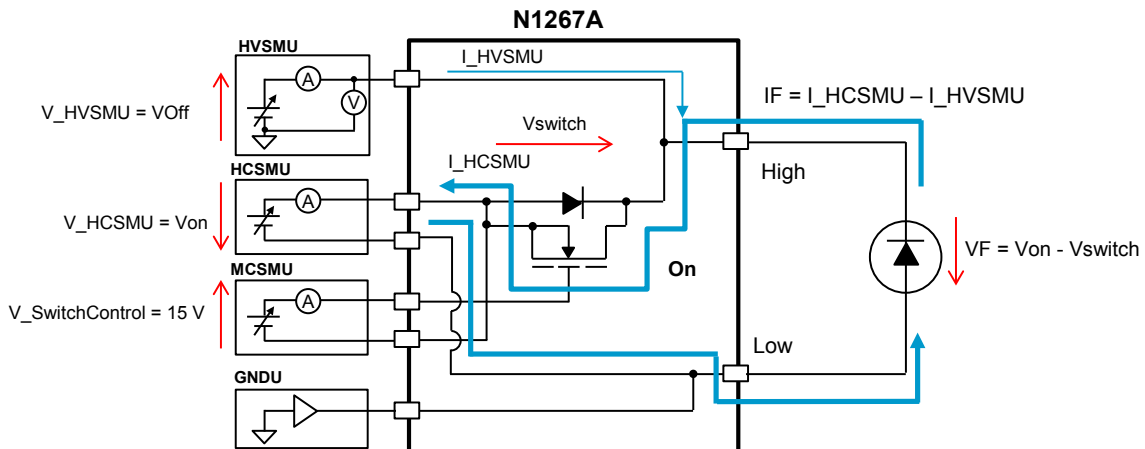 N1267A
HVSMU
A
V
V_HVSMU = VOff
I_HVSMU
IF = I_HCSMU – I_HVSMU
Vswitch
I_HCSMU
HCSMU
A
V_HCSMU = Von
High
On
VF = Von - Vswitch
MCSMU
A
V_SwitchControl = 15 V
Low
GNDU